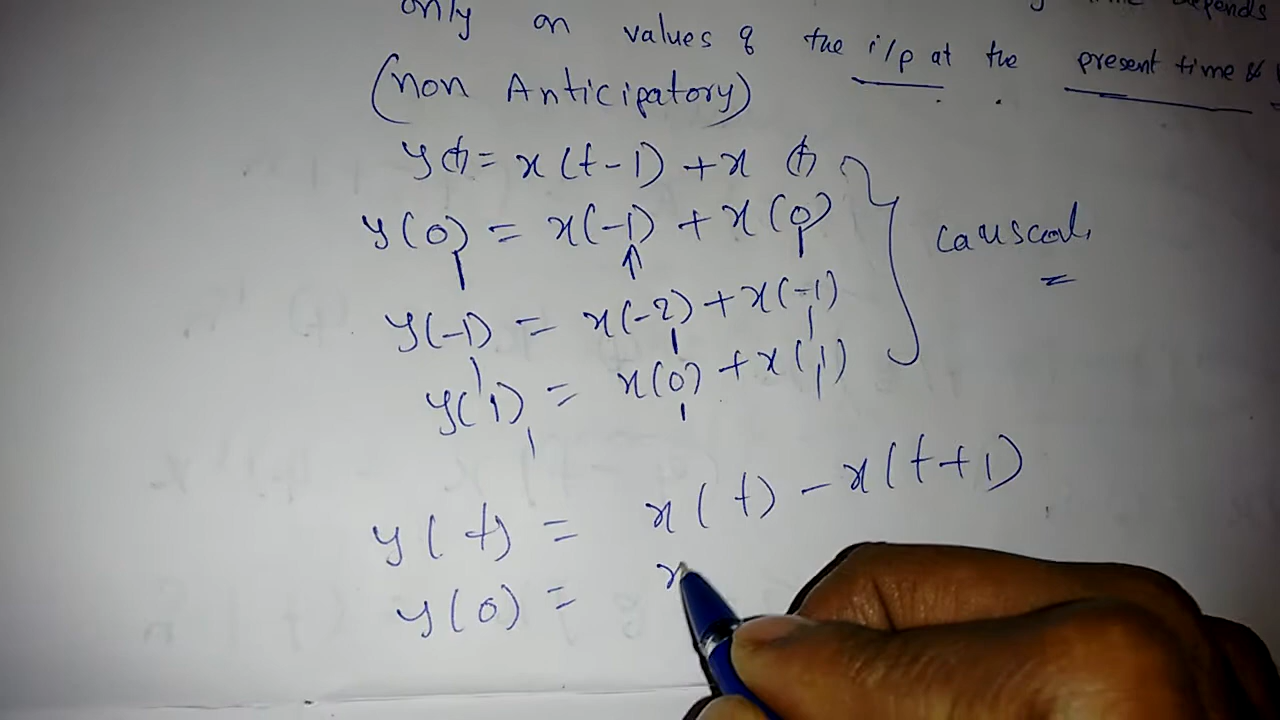 depends
only on values of the i/p at the present time &
(non Anticipatory)
y(t) = x(t-1) + x (t)
y(0) = x(-1) + x(0)
causal.
y(-1) = x(-2) + x(-1)
y(1) = x(0) + x(1)
y(t) = x(t) - x(t+1)
y(0) = x